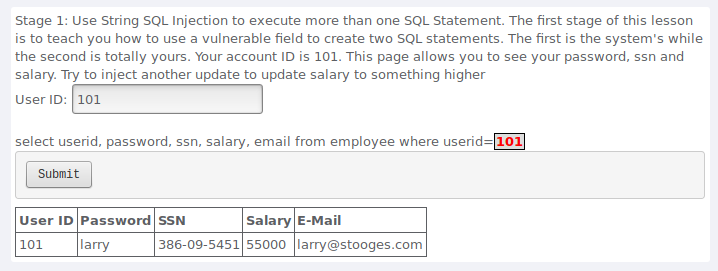 Stage 1: Use String SQL Injection to execute more than one SQL Statement. The first stage of this lesson
is to teach you how to use a vulnerable field to create two SQL statements. The first is the system's while
the second is totally yours. Your account ID is 101. This page allows you to see your password, ssn and
salary. Try to inject another update to update salary to something higher
User ID: 101
select userid, password, ssn, salary, email from employee where userid=101
Submit
User ID Password SSN Salary E-Mail
101 larry 386-09-5451 55000 larry@stooges.com